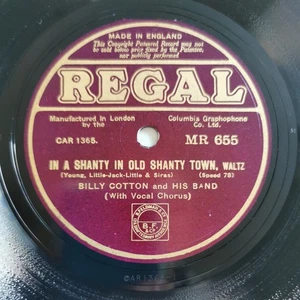 MADE IN ENGLAND
This Copyright Patented Record may not
be sold below price fixed by the Patentee,
nor publicly performed
REGAL
Manufactured In London by the
Columbia Graphophone Co. Ltd.
CAR 1365.
MR 655
IN A SHANTY IN OLD SHANTY TOWN, WALTZ
(Young, Little-Jack-Little & Siras) (Speed 78)
BILLY COTTON and HIS BAND
(With Vocal Chorus)